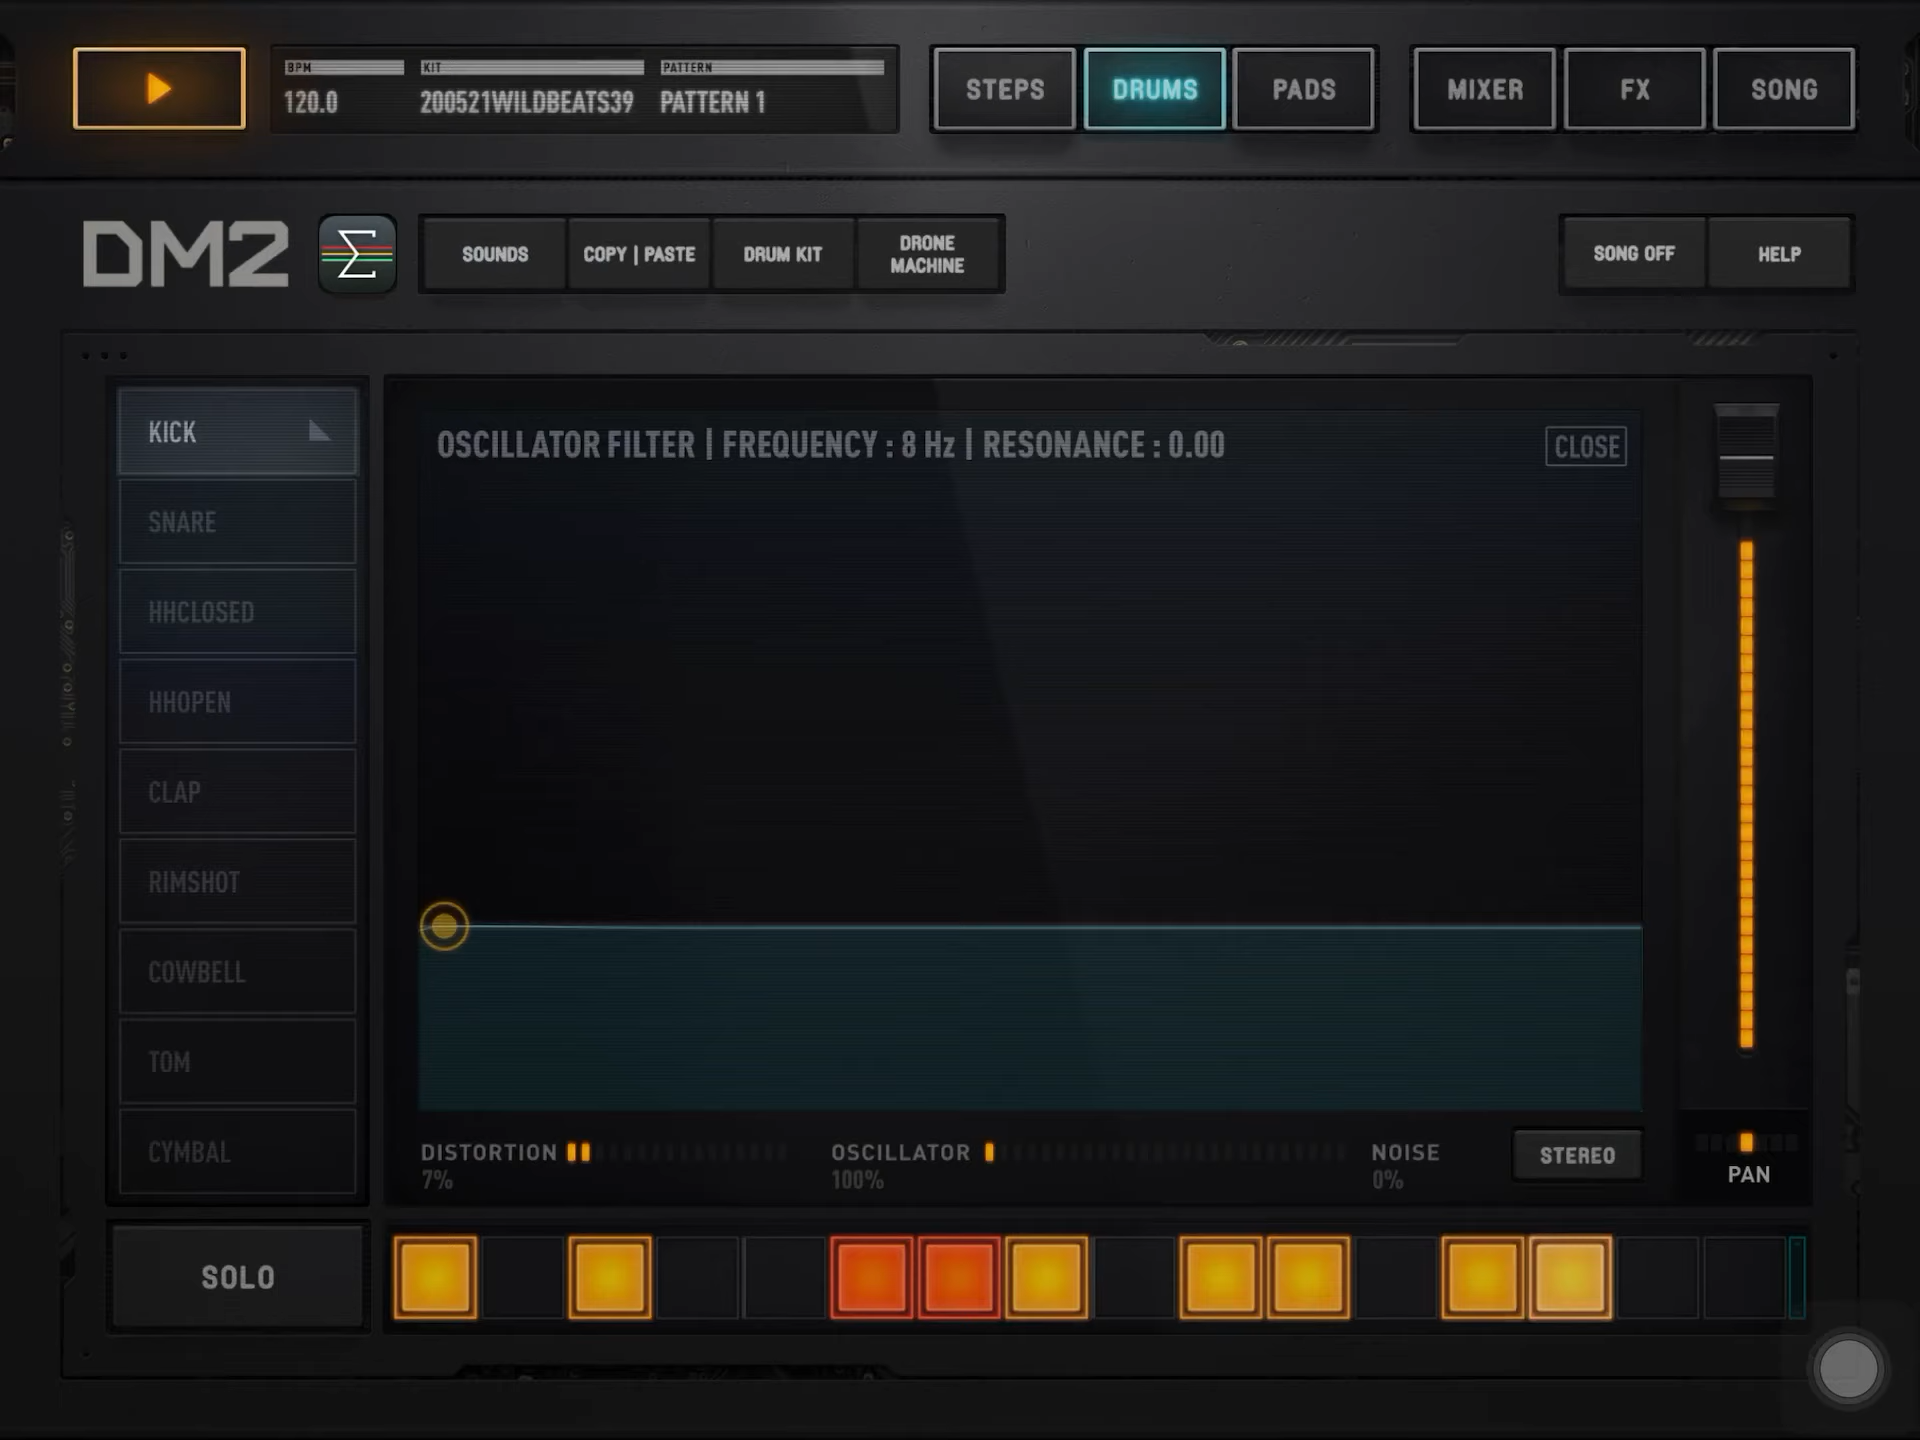 BPM
120.0
KIT
200521WILDBEATS39
PATTERN
PATTERN 1
STEPS
DRUMS
PADS
MIXER
FX
SONG
DM2
Σ
SOUNDS
COPY | PASTE
DRUM KIT
DRONE
MACHINE
SONG OFF
HELP
KICK
SNARE
HHCLOSED
HHOPEN
CLAP
RIMSHOT
COWBELL
TOM
CYMBAL
SOLO
OSCILLATOR FILTER | FREQUENCY : 8 Hz | RESONANCE : 0.00
CLOSE
DISTORTION
7%
OSCILLATOR
100%
NOISE
0%
STEREO
PAN